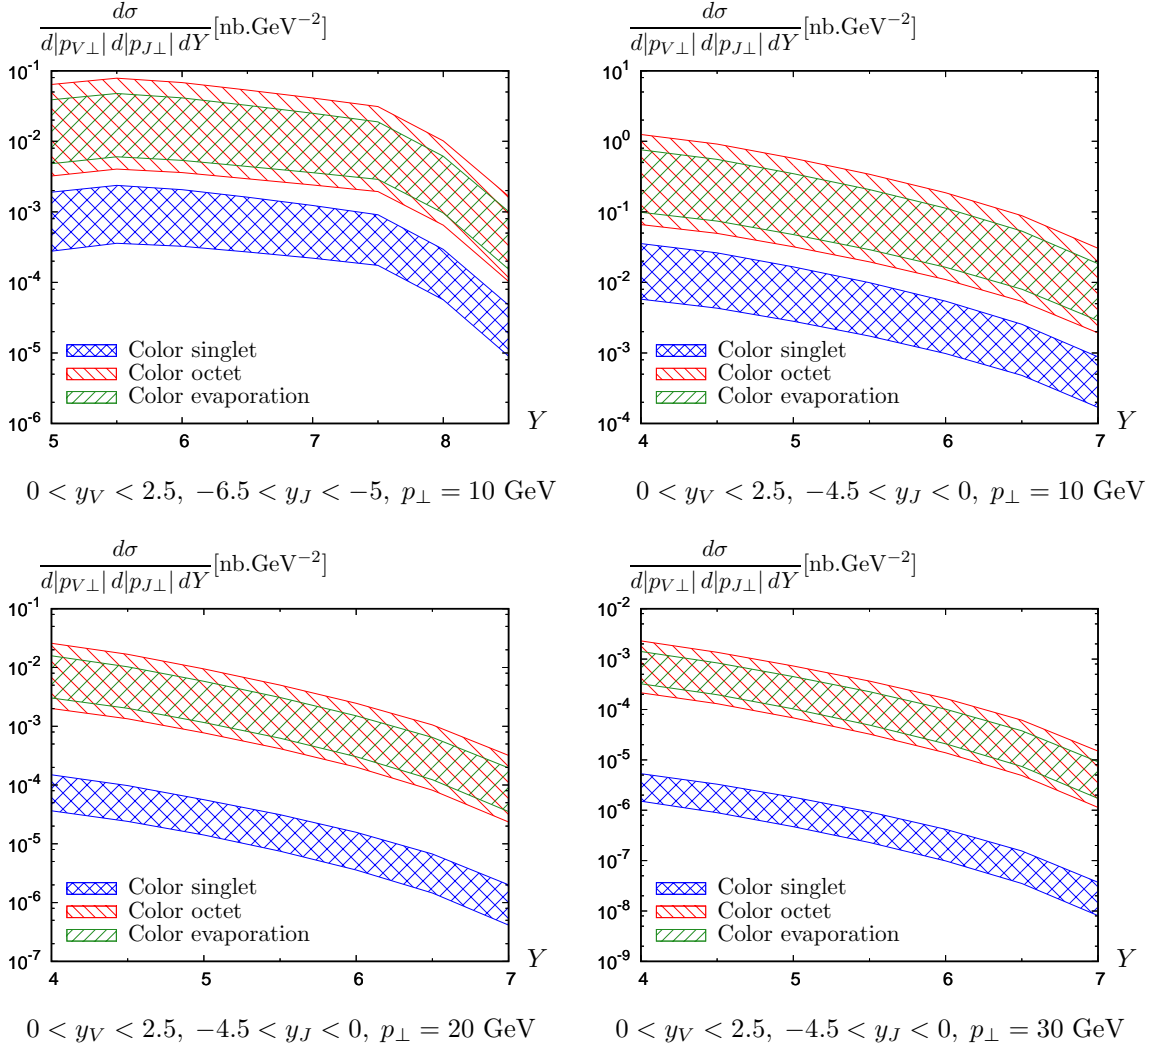 dσ
d|p_{V⊥}| d|p_{J⊥}| dY [nb.GeV⁻²]
10⁻¹
10⁻²
10⁻³
10⁻⁴
10⁻⁵
10⁻⁶
Color singlet
Color octet
Color evaporation
5 6 7 8
Y
0 < y_V < 2.5, −6.5 < y_J < −5, p_⊥ = 10 GeV
dσ
d|p_{V⊥}| d|p_{J⊥}| dY [nb.GeV⁻²]
10¹
10⁰
10⁻¹
10⁻²
10⁻³
10⁻⁴
Color singlet
Color octet
Color evaporation
4 5 6 7
Y
0 < y_V < 2.5, −4.5 < y_J < 0, p_⊥ = 10 GeV
dσ
d|p_{V⊥}| d|p_{J⊥}| dY [nb.GeV⁻²]
10⁻¹
10⁻²
10⁻³
10⁻⁴
10⁻⁵
10⁻⁶
10⁻⁷
Color singlet
Color octet
Color evaporation
4 5 6 7
Y
0 < y_V < 2.5, −4.5 < y_J < 0, p_⊥ = 20 GeV
dσ
d|p_{V⊥}| d|p_{J⊥}| dY [nb.GeV⁻²]
10⁻²
10⁻³
10⁻⁴
10⁻⁵
10⁻⁶
10⁻⁷
10⁻⁸
10⁻⁹
Color singlet
Color octet
Color evaporation
4 5 6 7
Y
0 < y_V < 2.5, −4.5 < y_J < 0, p_⊥ = 30 GeV